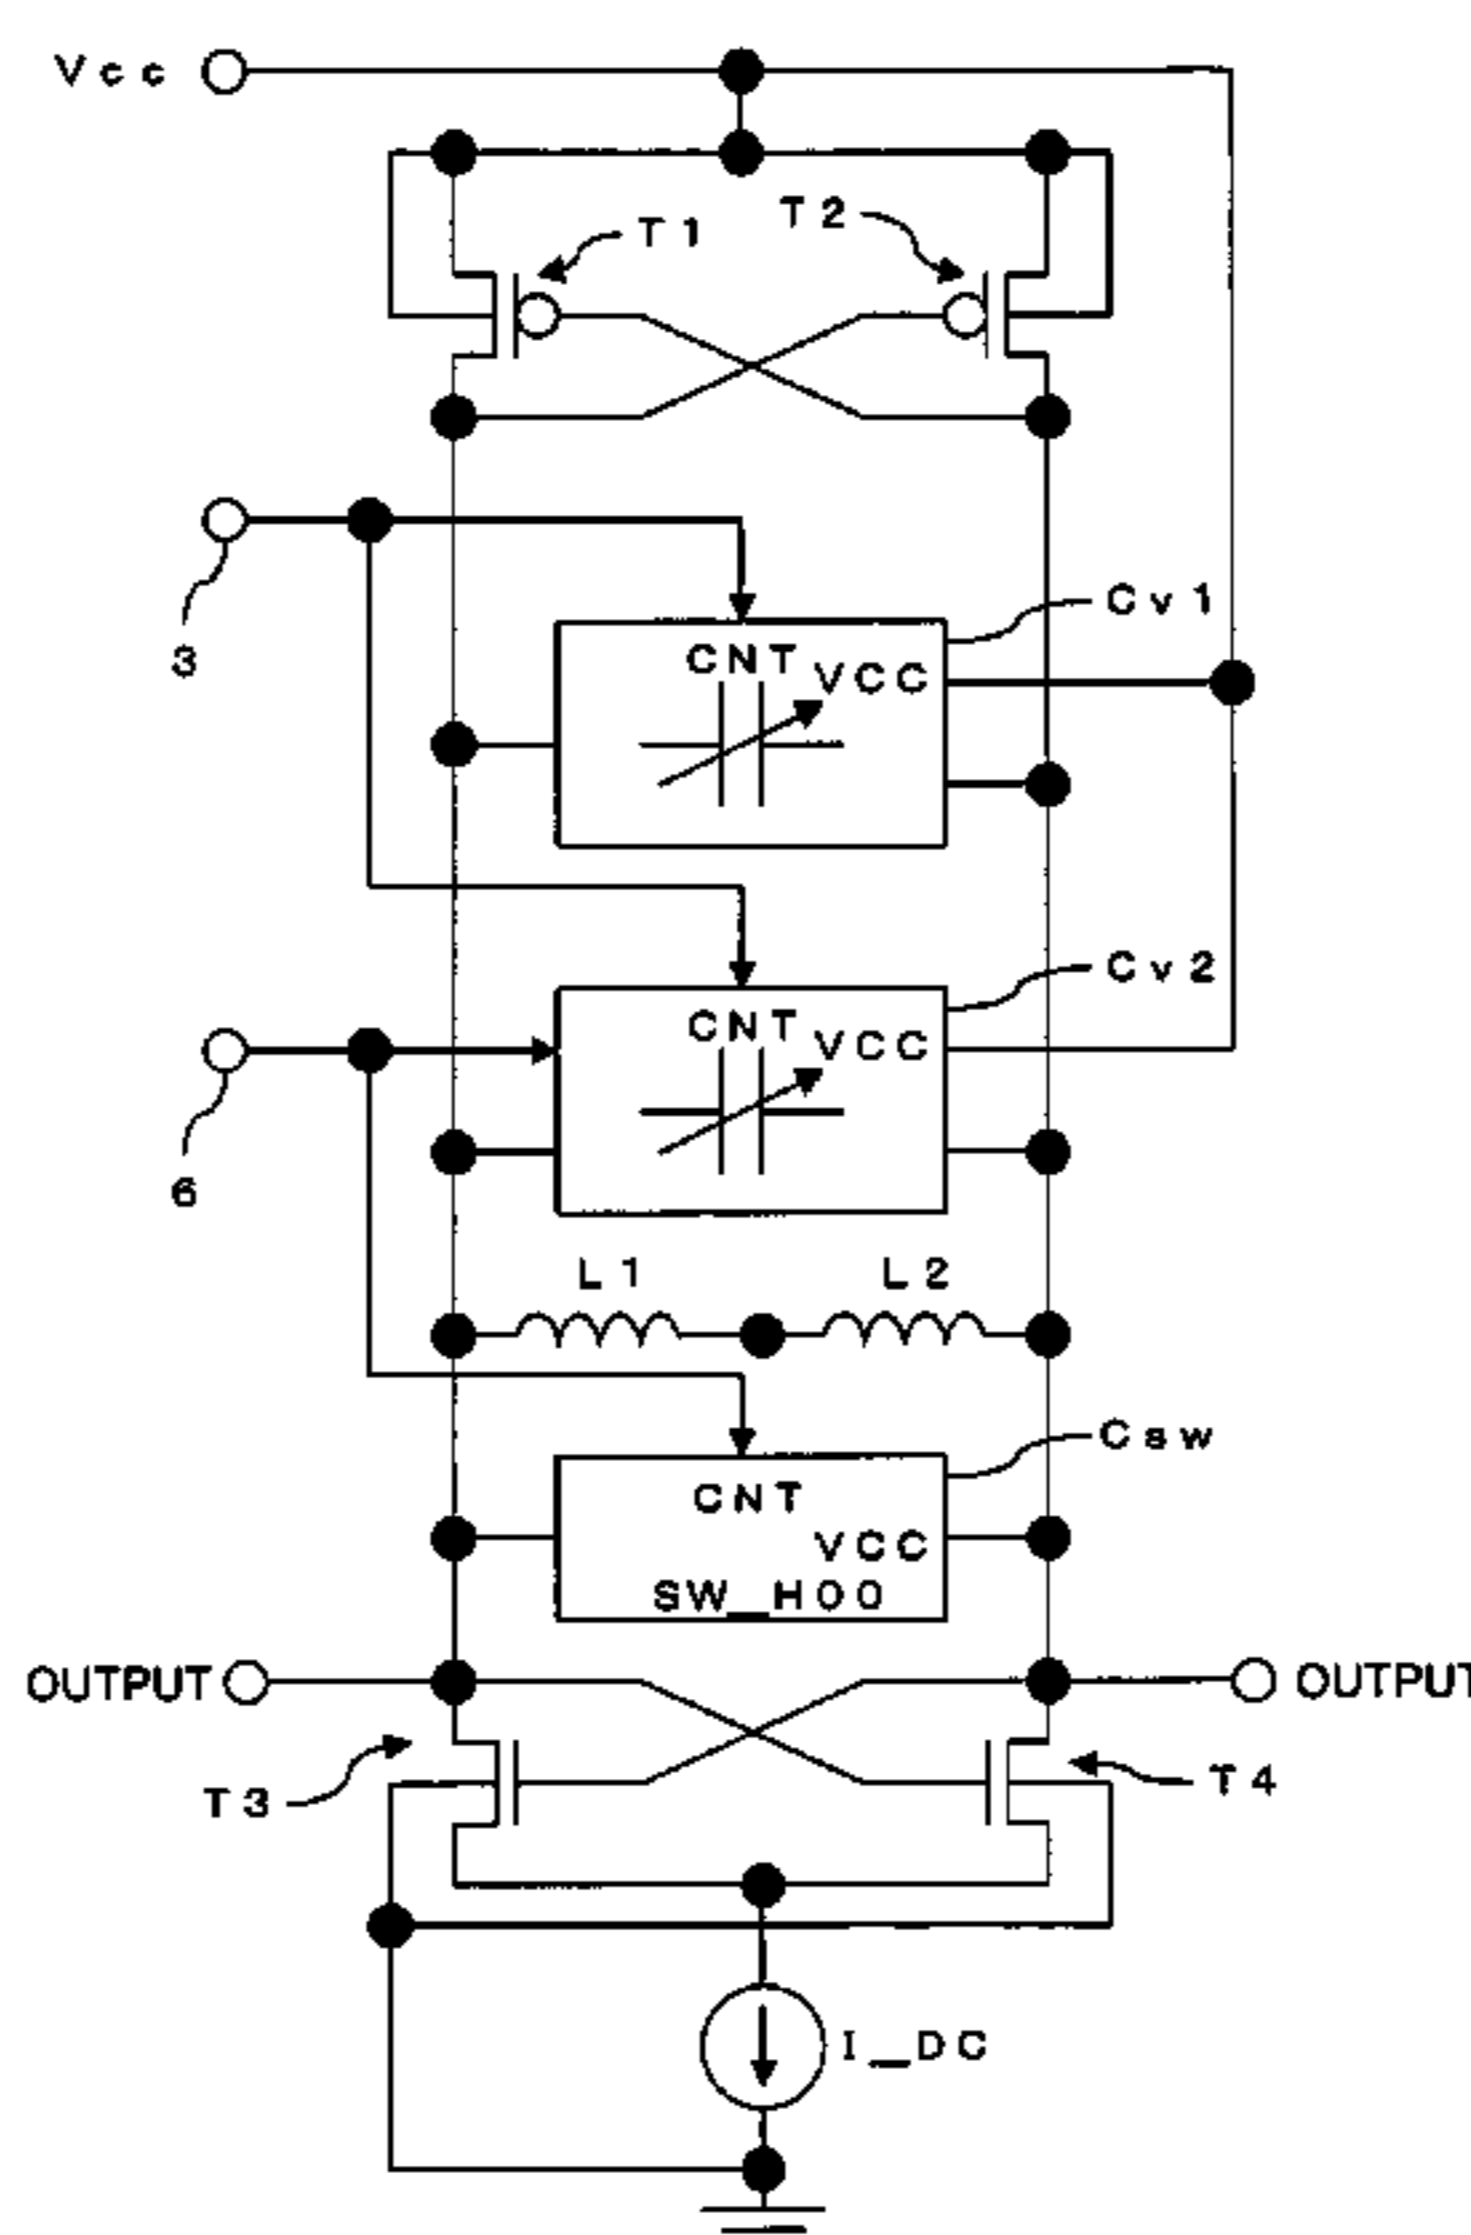 Vcc
T1
T2
3
Cv1
CNT
VCC
Cv2
CNT
VCC
6
L1
L2
Csw
CNT
VCC
SW_H00
OUTPUT
OUTPUT
T3
T4
I_DC